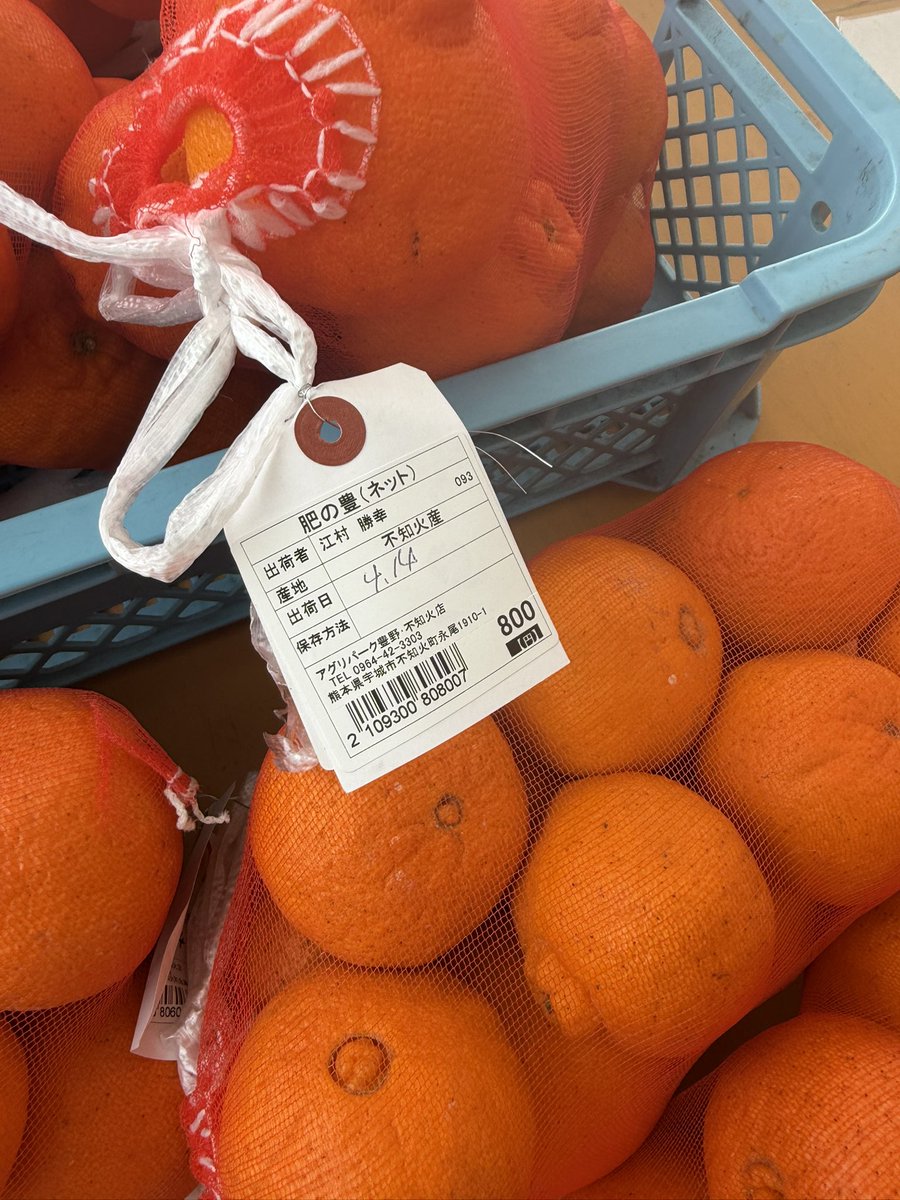 肥の豊(ネット) 093
出荷者 江村 勝幸
産地 不知火産
出荷日 4.14
保存方法
アグリパーク豊野・不知火店
TEL 0964-42-3303
熊本県宇城市不知火町永尾1910-1
800
(円)
2 109300 808007
8060